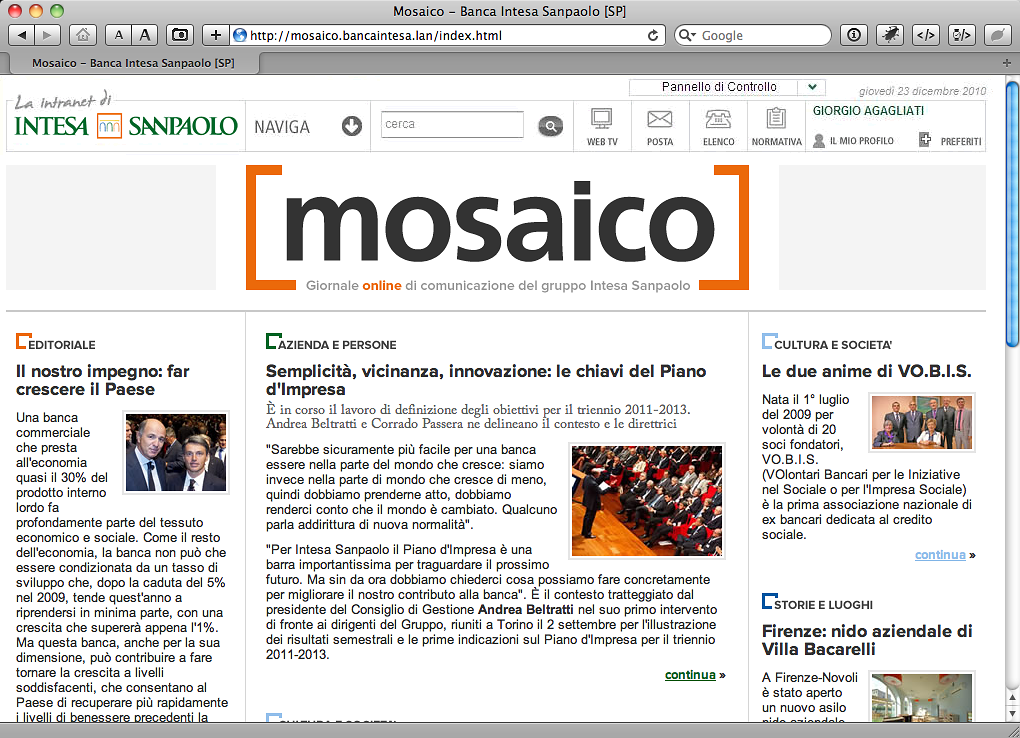 Mosaico – Banca Intesa Sanpaolo [SP]
A A + http://mosaico.bancaintesa.lan/index.html Google
Mosaico – Banca Intesa Sanpaolo [SP]
Pannello di Controllo
giovedì 23 dicembre 2010
La intranet di
INTESA SANPAOLO
NAVIGA
cerca
WEB TV
POSTA
ELENCO
NORMATIVA
GIORGIO AGAGLIATI
IL MIO PROFILO
PREFERITI
mosaico
Giornale online di comunicazione del gruppo Intesa Sanpaolo
EDITORIALE
Il nostro impegno: far
crescere il Paese
Una banca
commerciale
che presta
all'economia
quasi il 30% del
prodotto interno
lordo fa
profondamente parte del tessuto
economico e sociale. Come il resto
dell'economia, la banca non può che
essere condizionata da un tasso di
sviluppo che, dopo la caduta del 5%
nel 2009, tende quest'anno a
riprendersi in minima parte, con una
crescita che supererà appena l'1%.
Ma questa banca, anche per la sua
dimensione, può contribuire a fare
tornare la crescita a livelli
soddisfacenti, che consentano al
Paese di recuperare più rapidamente
i livelli di benessere precedenti la
AZIENDA E PERSONE
Semplicità, vicinanza, innovazione: le chiavi del Piano
d'Impresa
È in corso il lavoro di definizione degli obiettivi per il triennio 2011-2013.
Andrea Beltratti e Corrado Passera ne delineano il contesto e le direttrici
"Sarebbe sicuramente più facile per una banca
essere nella parte del mondo che cresce: siamo
invece nella parte di mondo che cresce di meno,
quindi dobbiamo prenderne atto, dobbiamo
renderci conto che il mondo è cambiato. Qualcuno
parla addirittura di nuova normalità".
"Per Intesa Sanpaolo il Piano d'Impresa è una
barra importantissima per traguardare il prossimo
futuro. Ma sin da ora dobbiamo chiederci cosa possiamo fare concretamente
per migliorare il nostro contributo alla banca". È il contesto tratteggiato dal
presidente del Consiglio di Gestione Andrea Beltratti nel suo primo intervento
di fronte ai dirigenti del Gruppo, riuniti a Torino il 2 settembre per l'illustrazione
dei risultati semestrali e le prime indicazioni sul Piano d'Impresa per il triennio
2011-2013.
continua »
CULTURA E SOCIETA'
CULTURA E SOCIETA'
Le due anime di VO.B.I.S.
Nata il 1° luglio
del 2009 per
volontà di 20
soci fondatori,
VO.B.I.S.
(VOlontari Bancari per le Iniziative
nel Sociale o per l'Impresa Sociale)
è la prima associazione nazionale di
ex bancari dedicata al credito
sociale.
continua »
STORIE E LUOGHI
Firenze: nido aziendale di
Villa Bacarelli
A Firenze-Novoli
è stato aperto
un nuovo asilo
nido aziendale